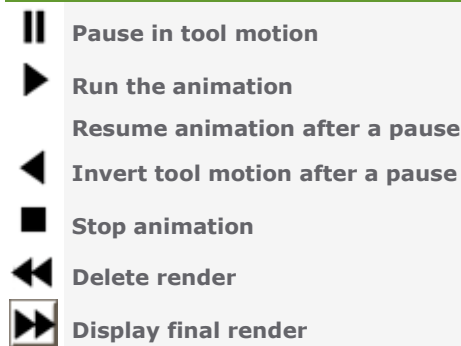 Pause in tool motion
Run the animation
Resume animation after a pause
Invert tool motion after a pause
Stop animation
Delete render
Display final render